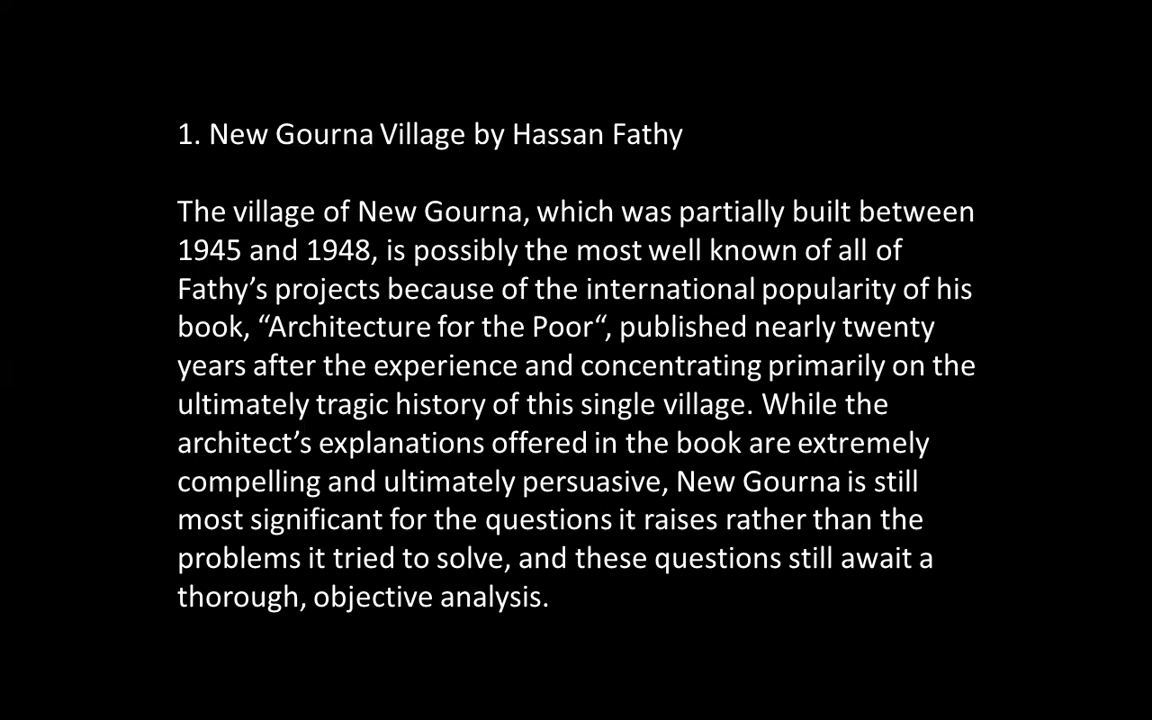 1. New Gourna Village by Hassan Fathy
The village of New Gourna, which was partially built between
1945 and 1948, is possibly the most well known of all of
Fathy’s projects because of the international popularity of his
book, “Architecture for the Poor“, published nearly twenty
years after the experience and concentrating primarily on the
ultimately tragic history of this single village. While the
architect’s explanations offered in the book are extremely
compelling and ultimately persuasive, New Gourna is still
most significant for the questions it raises rather than the
problems it tried to solve, and these questions still await a
thorough, objective analysis.